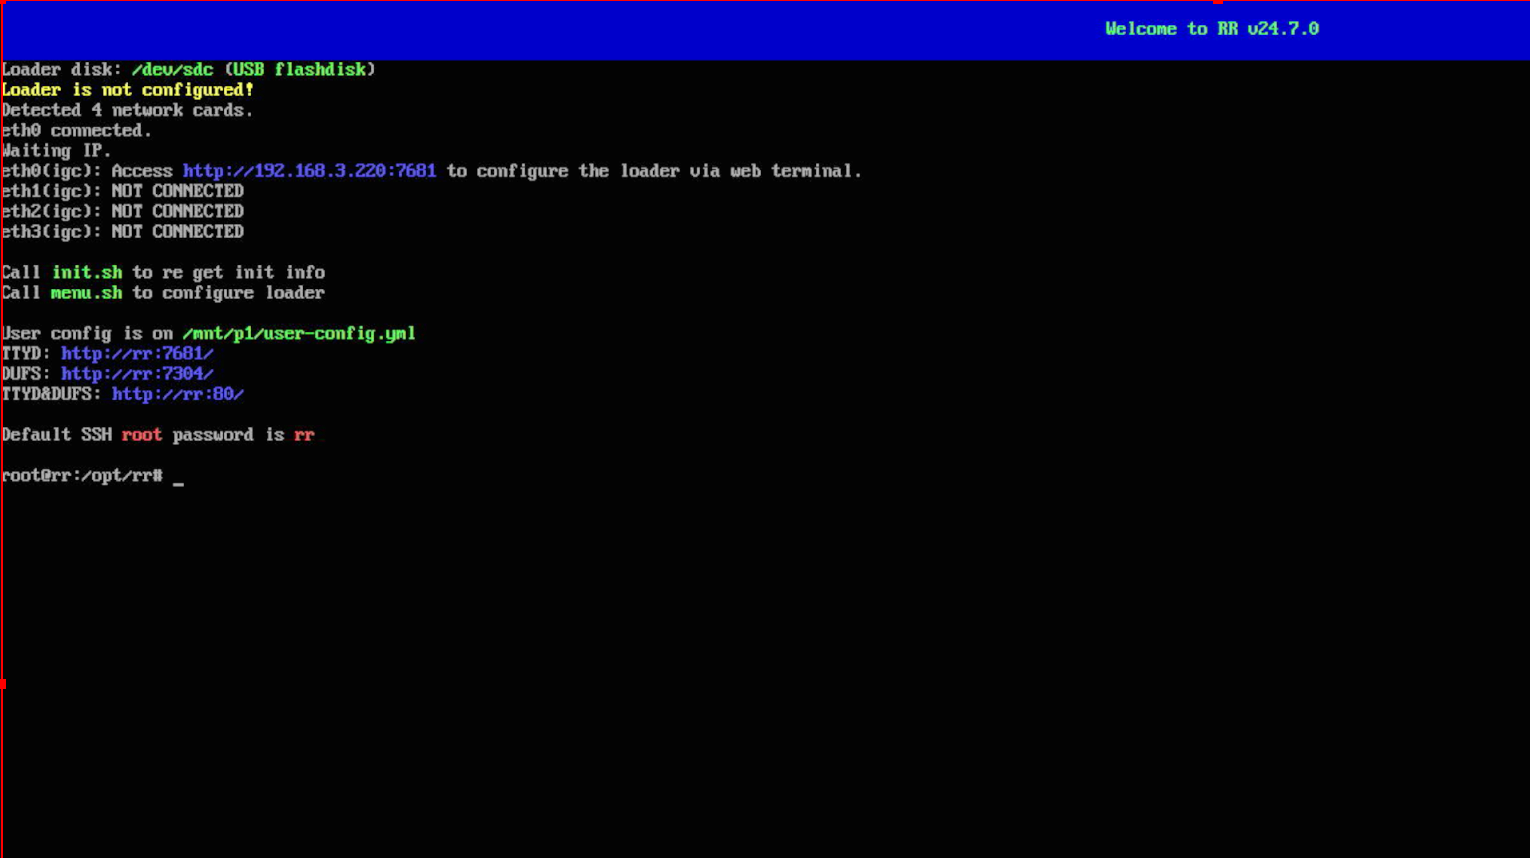 Welcome to RR v24.7.0
Loader disk: /dev/sdc (USB flashdisk)
Loader is not configured!
Detected 4 network cards.
eth0 connected.
Waiting IP.
eth0(igc): Access http://192.168.3.220:7681 to configure the loader via web terminal.
eth1(igc): NOT CONNECTED
eth2(igc): NOT CONNECTED
eth3(igc): NOT CONNECTED
Call init.sh to re get init info
Call menu.sh to configure loader
User config is on /mnt/p1/user-config.yml
TTYD: http://rr:7681/
DUFS: http://rr:7304/
TTYD&DUFS: http://rr:80/
Default SSH root password is rr
root@rr:/opt/rr# _